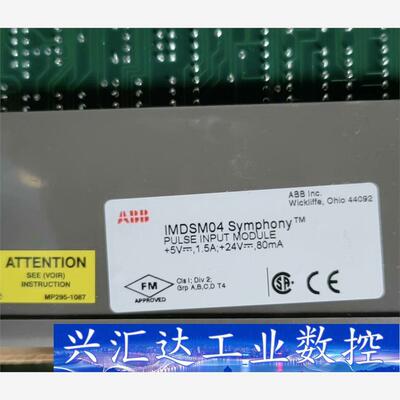 ABB
ABB Inc.
Wickliffe, Ohio 44092
IMDSM04 Symphony™
PULSE INPUT MODULE
+5V⎓,1.5A;+24V⎓,80mA
ATTENTION
SEE (VOIR)
INSTRUCTION
MP295-1087
FM
APPROVED
Cls I; Div 2;
Grp A,B,C,D T4
兴汇达工业数控